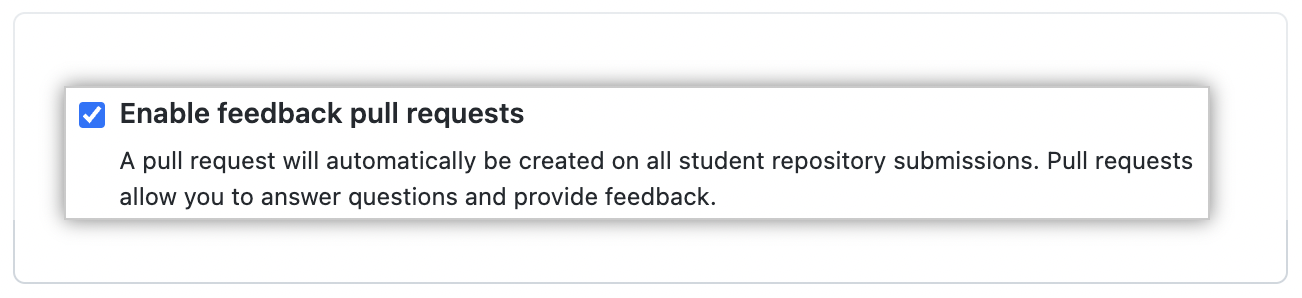 Enable feedback pull requests
A pull request will automatically be created on all student repository submissions. Pull requests
allow you to answer questions and provide feedback.